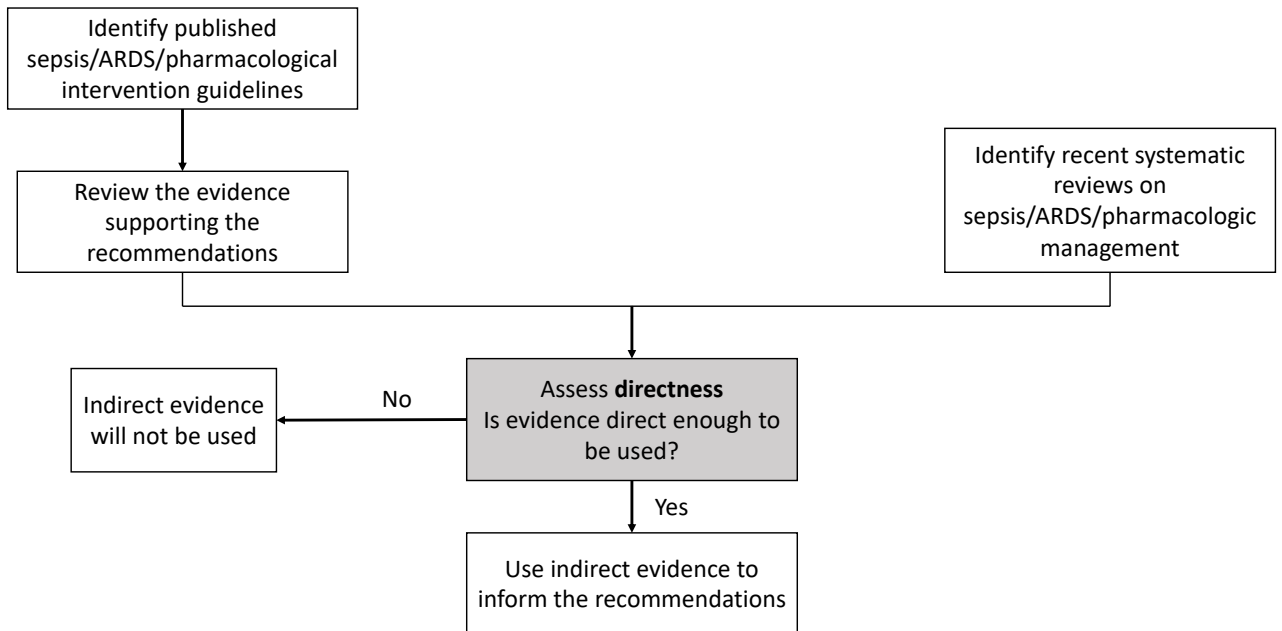 Identify published
sepsis/ARDS/pharmacological
intervention guidelines
Review the evidence
supporting the
recommendations
Identify recent systematic
reviews on
sepsis/ARDS/pharmacologic
management
Assess directness
Is evidence direct enough to
be used?
No
Indirect evidence
will not be used
Yes
Use indirect evidence to
inform the recommendations